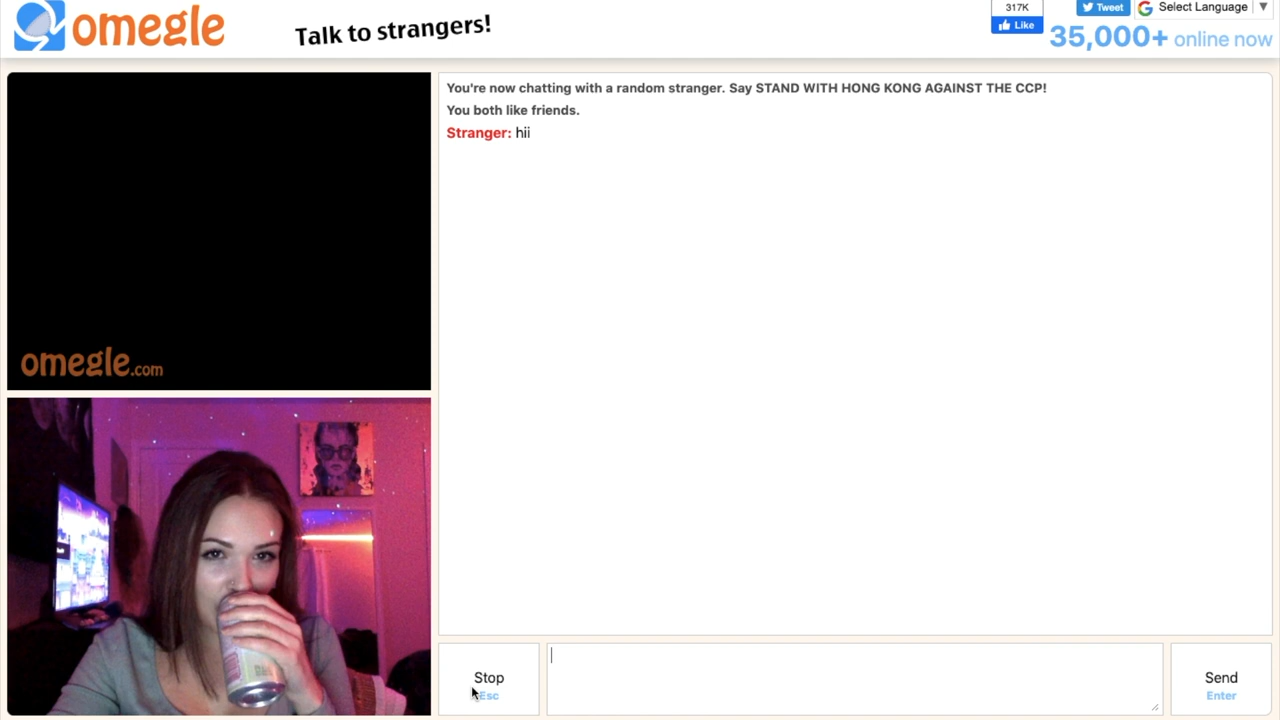 omegle
Talk to strangers!
317K
Like
Tweet
Select Language
35,000+ online now
You're now chatting with a random stranger. Say STAND WITH HONG KONG AGAINST THE CCP!
You both like friends.
Stranger: hii
omegle.com
Stop
Esc
Send
Enter